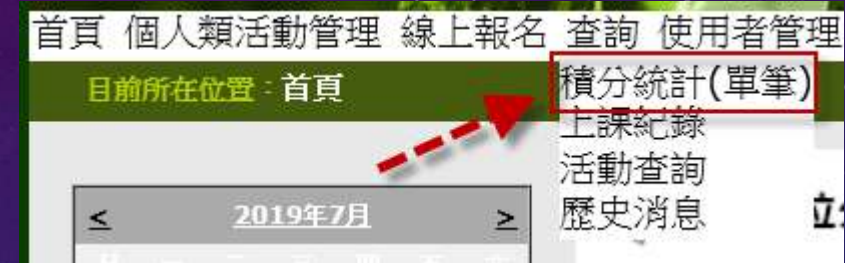 首頁 個人類活動管理 線上報名 查詢 使用者管理
目前所在位置：首頁
積分統計(單筆)
上課紀錄
活動查詢
歷史消息
< 2019年7月 >